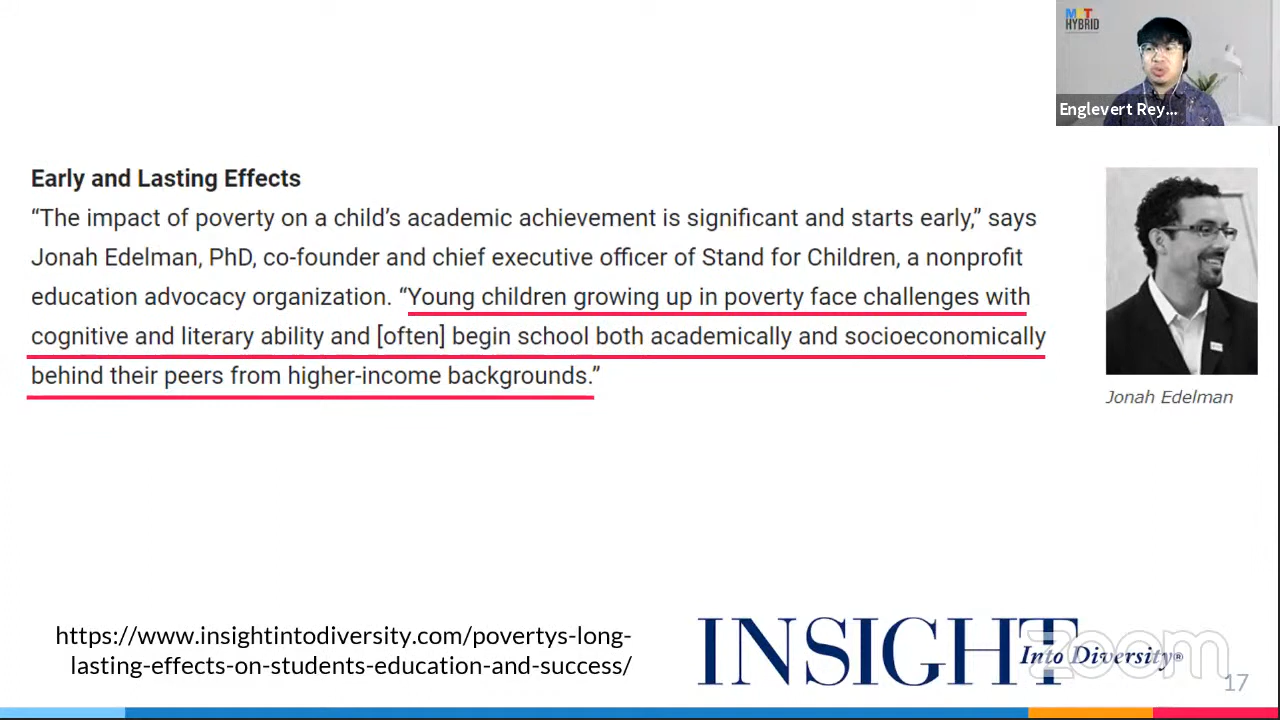 MIT
HYBRID
Englevert Rey...
Early and Lasting Effects
“The impact of poverty on a child’s academic achievement is significant and starts early,” says
Jonah Edelman, PhD, co-founder and chief executive officer of Stand for Children, a nonprofit
education advocacy organization. “Young children growing up in poverty face challenges with
cognitive and literary ability and [often] begin school both academically and socioeconomically
behind their peers from higher-income backgrounds.”
Jonah Edelman
https://www.insightintodiversity.com/povertys-long-
lasting-effects-on-students-education-and-success/
INSIGHT
Into Diversity®
zoom
17